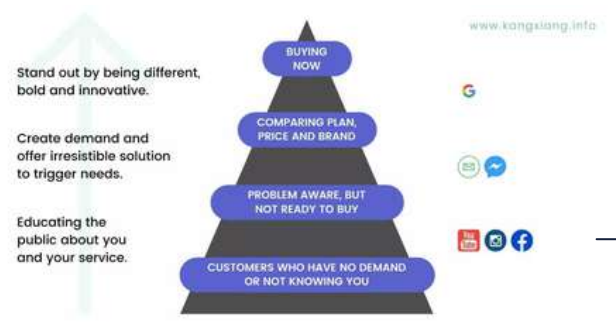 www.kangxiang.info
BUYING
NOW
Stand out by being different,
bold and innovative.
COMPARING PLAN,
PRICE AND BRAND
Create demand and
offer irresistible solution
to trigger needs.
PROBLEM AWARE, BUT
NOT READY TO BUY
Educating the
public about you
and your service.
You
Tube
CUSTOMERS WHO HAVE NO DEMAND
OR NOT KNOWING YOU